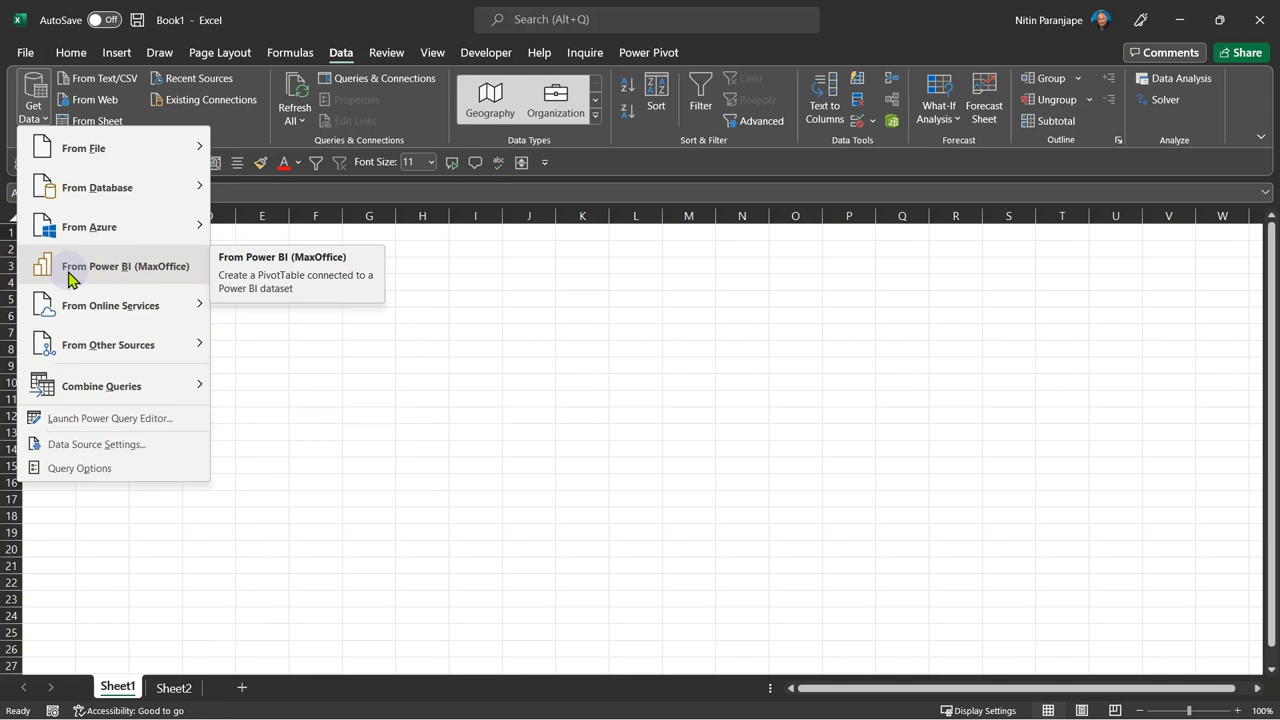 AutoSave Off Book1 - Excel Search (Alt+Q) Nitin Paranjape
File Home Insert Draw Page Layout Formulas Data Review View Developer Help Inquire Power Pivot Comments Share
Get Data
From Text/CSV
From Web
From Sheet
Recent Sources
Existing Connections
Refresh All
Queries & Connections
Properties
Edit Links
Queries & Connections
Geography
Organization
Data Types
Sort
Filter
Clear
Reapply
Advanced
Sort & Filter
Text to Columns
Data Tools
What-If Analysis
Forecast Sheet
Forecast
Group
Ungroup
Subtotal
Outline
Data Analysis
Solver
Analyze
Font Size: 11
From File
From Database
From Azure
From Power BI (MaxOffice)
From Online Services
From Other Sources
Combine Queries
Launch Power Query Editor...
Data Source Settings...
Query Options
From Power BI (MaxOffice)
Create a PivotTable connected to a
Power BI dataset
E F G H I J K L M N O P Q R S T U V W
1
2
3
4
5
6
7
8
9
10
11
12
13
14
15
16
17
18
19
20
21
22
23
24
25
26
27
Sheet1 Sheet2
Ready Accessibility: Good to go Display Settings 100%